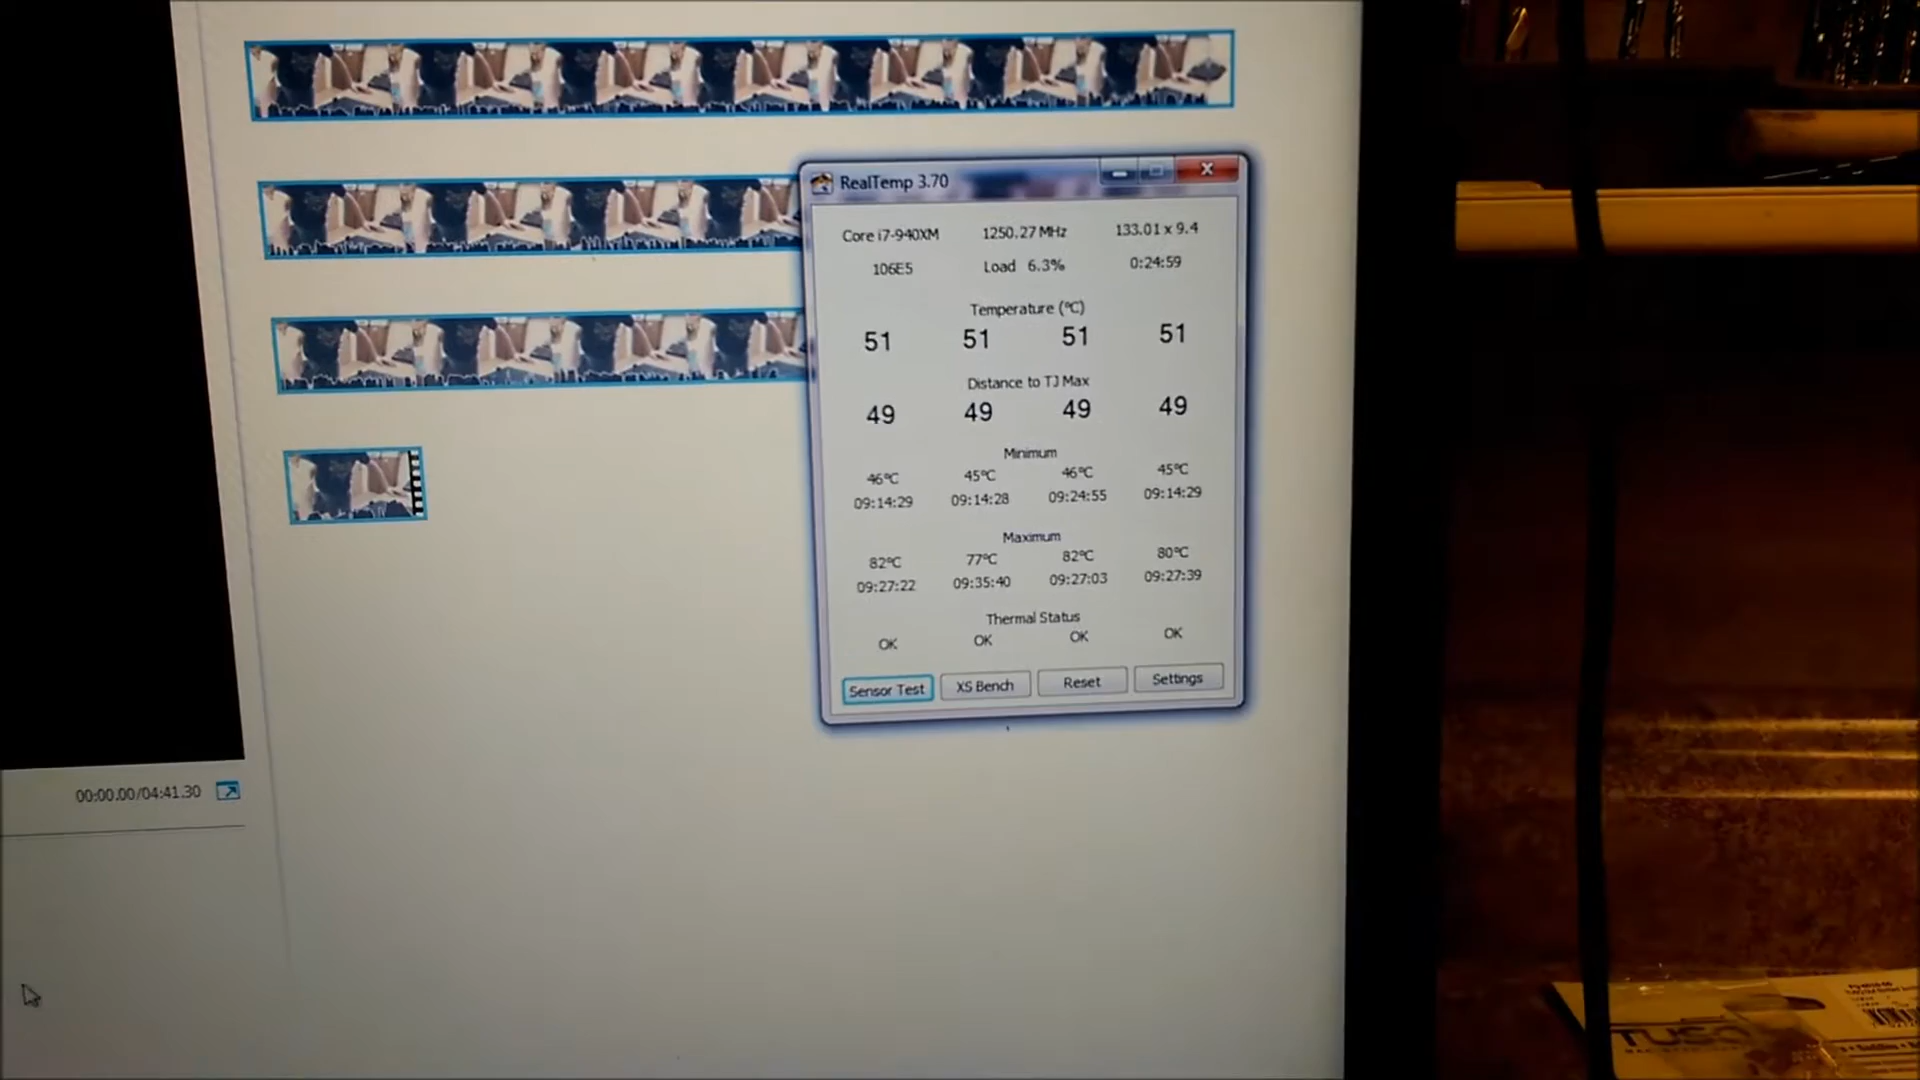 RealTemp 3.70
Core i7-940XM 1250.27 MHz 133.01 x 9.4
106E5 Load 6.3% 0:24:59
Temperature (°C)
51 51 51 51
Distance to TJ Max
49 49 49 49
Minimum
46°C 45°C 46°C 45°C
09:14:29 09:14:28 09:24:55 09:14:29
Maximum
82°C 77°C 82°C 80°C
09:27:22 09:35:40 09:27:03 09:27:39
Thermal Status
OK OK OK OK
Sensor Test XS Bench Reset Settings
00:00.00/04:41.30